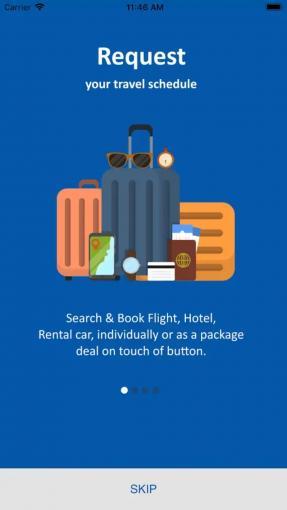 Carrier 11:46 AM
Request
your travel schedule
Search & Book Flight, Hotel,
Rental car, individually or as a package
deal on touch of button.
SKIP